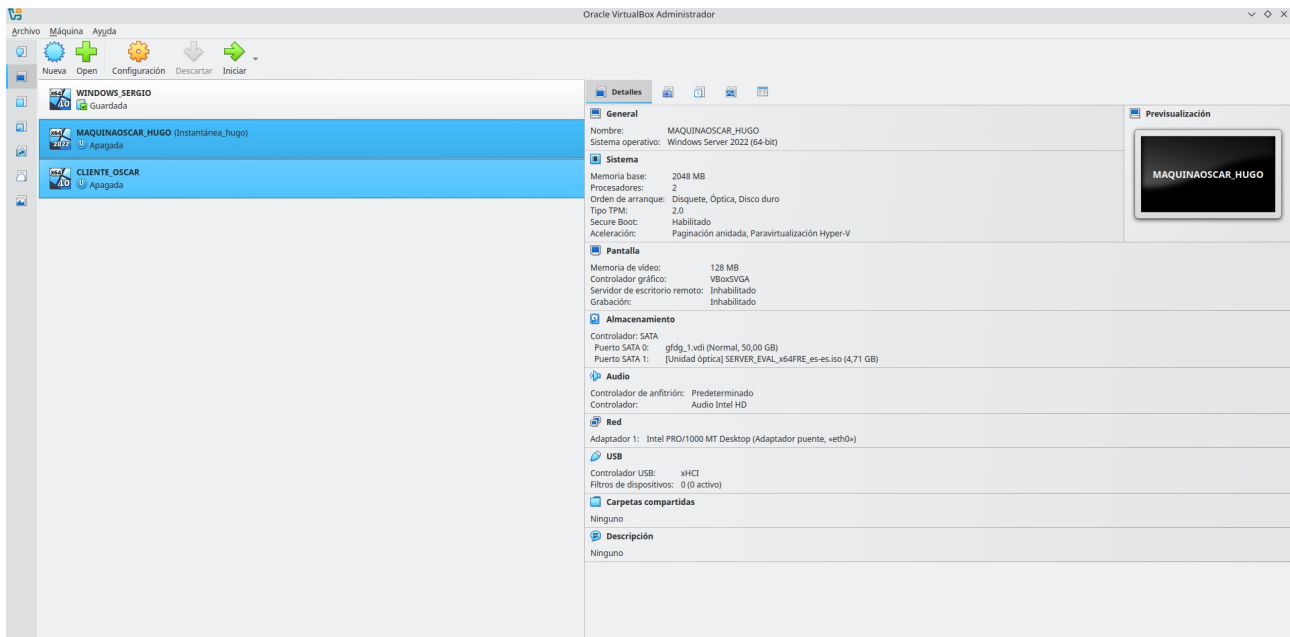 Oracle VirtualBox Administrador
Archivo Máquina Ayuda
Nueva Open Configuración Descartar Iniciar
WINDOWS_SERGIO
Guardada
MAQUINAOSCAR_HUGO (Instantánea_hugo)
Apagada
CLIENTE_OSCAR
Apagada
Detalles
General
Nombre: MAQUINAOSCAR_HUGO
Sistema operativo: Windows Server 2022 (64-bit)
Previsualización
MAQUINAOSCAR_HUGO
Sistema
Memoria base: 2048 MB
Procesadores: 2
Orden de arranque: Disquete, Óptica, Disco duro
Tipo TPM: 2.0
Secure Boot: Habilitado
Aceleración: Paginación anidada, Paravirtualización Hyper-V
Pantalla
Memoria de vídeo: 128 MB
Controlador gráfico: VBoxSVGA
Servidor de escritorio remoto: Inhabilitado
Grabación: Inhabilitado
Almacenamiento
Controlador: SATA
Puerto SATA 0: gfdg_1.vdi (Normal, 50,00 GB)
Puerto SATA 1: [Unidad óptica] SERVER_EVAL_x64FRE_es-es.iso (4,71 GB)
Audio
Controlador de anfitrión: Predeterminado
Controlador: Audio Intel HD
Red
Adaptador 1: Intel PRO/1000 MT Desktop (Adaptador puente, «eth0»)
USB
Controlador USB: xHCI
Filtros de dispositivos: 0 (0 activo)
Carpetas compartidas
Ninguno
Descripción
Ninguno